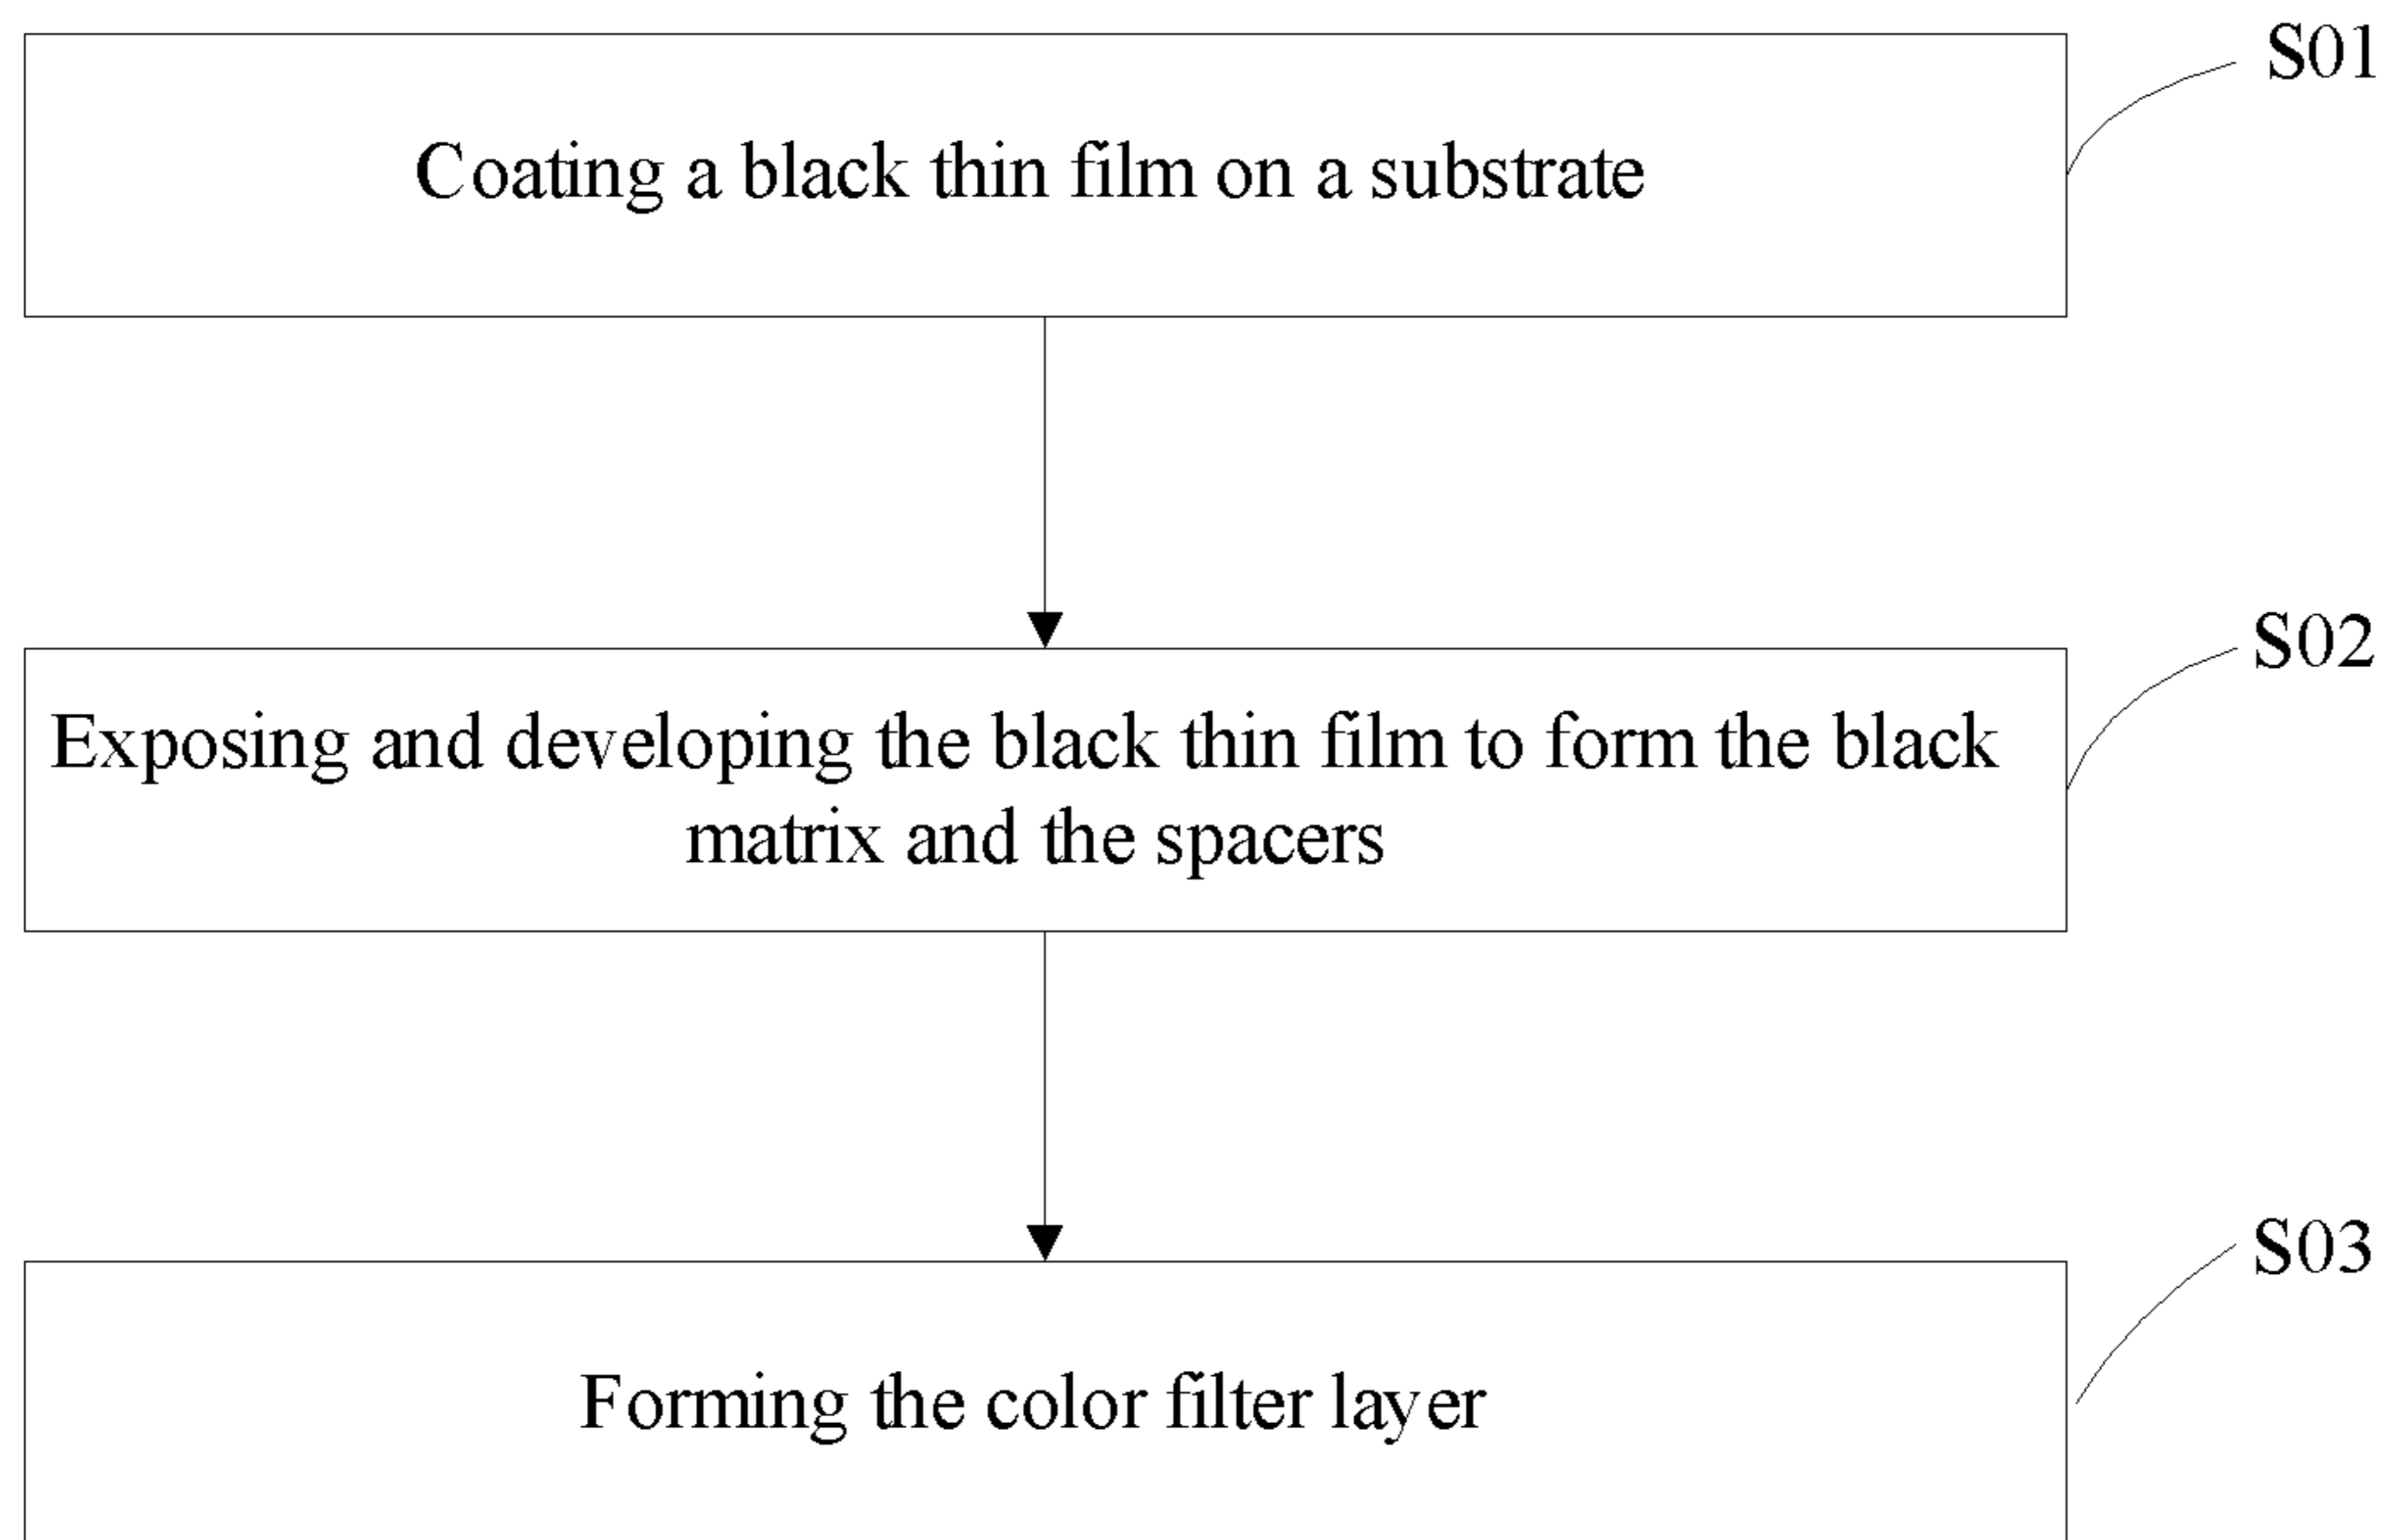 S01
Coating a black thin film on a substrate
S02
Exposing and developing the black thin film to form the black
matrix and the spacers
S03
Forming the color filter layer